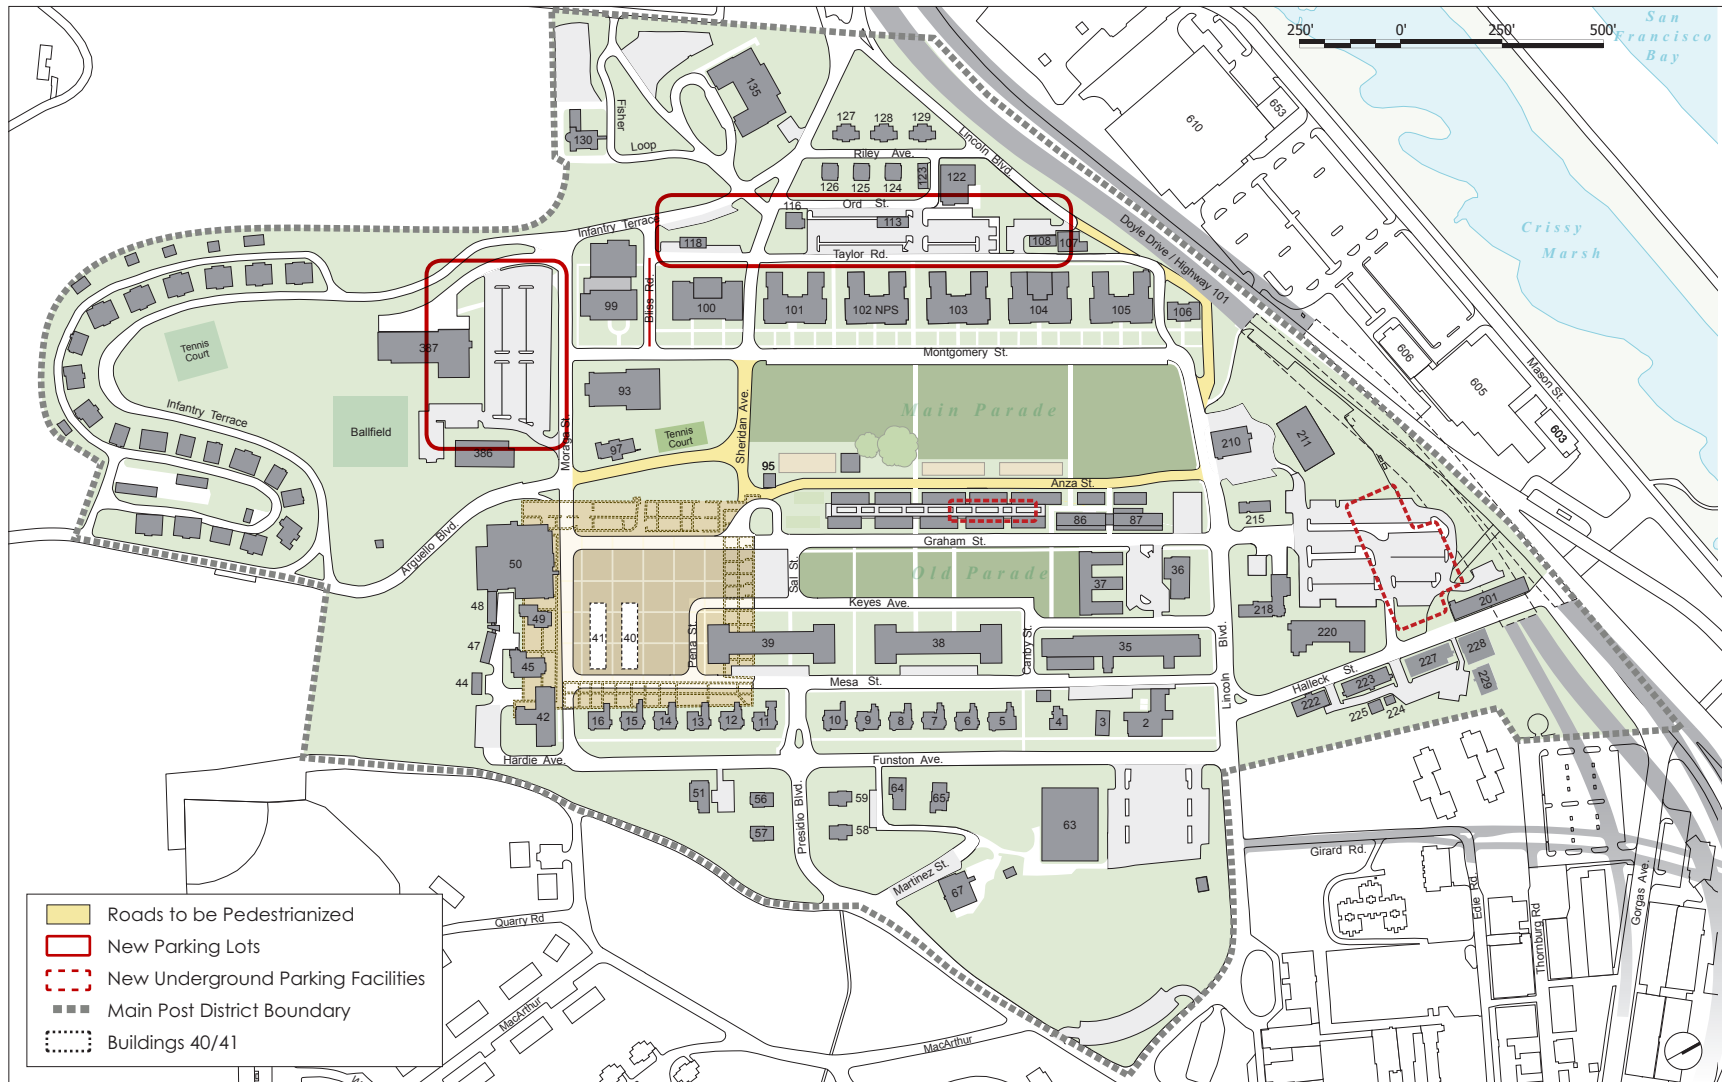 San
Francisco
Bay
250'
0'
250'
500'
Crissy
Marsh
653
610
606
605
603
Mason St.
Doyle Drive / Highway 101
Lincoln Blvd.
135
127
128
129
Riley Ave.
126
125
124
123
122
Fisher
Loop
130
Ord St.
116
113
118
108
107
Taylor Rd.
Infantry Terrace
Bliss Rd.
99
100
101
102 NPS
103
104
105
106
Montgomery St.
387
386
Tennis
Court
Infantry Terrace
Ballfield
Moraga St.
93
97
Tennis
Court
Sheridan Ave.
Main Parade
95
Anza St.
86
87
210
211
215
Graham St.
Old Parade
Sal St.
37
36
Keyes Ave.
Arguello Blvd.
50
48
49
47
45
44
42
41
40
Pena St.
39
38
Canby St.
35
Lincoln Blvd.
218
220
201
Mesa St.
Halleck St.
222
223
225
224
227
228
229
16
15
14
13
12
11
10
9
8
7
6
5
4
3
2
Hardie Ave.
Funston Ave.
51
56
57
Presidio Blvd.
59
58
64
65
63
Martinez St.
67
Girard Rd.
Edie Rd.
Thornburg Rd
Gorgas Ave.
Quarry Rd
MacArthur
MacArthur
Roads to be Pedestrianized
New Parking Lots
New Underground Parking Facilities
Main Post District Boundary
Buildings 40/41